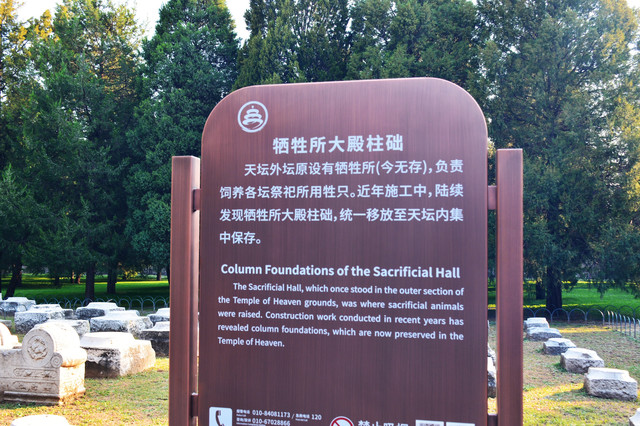 牺牲所大殿柱础
天坛外坛原设有牺牲所(今无存),负责
饲养各坛祭祀所用牲只。近年施工中,陆续
发现牺牲所大殿柱础,统一移放至天坛内集
中保存。
Column Foundations of the Sacrificial Hall
The Sacrificial Hall, which once stood in the outer section of
the Temple of Heaven grounds, was where sacrificial animals
were raised. Construction work conducted in recent years has
revealed column foundations, which are now preserved in the
Temple of Heaven.
010-84081173 / 120
010-67028866